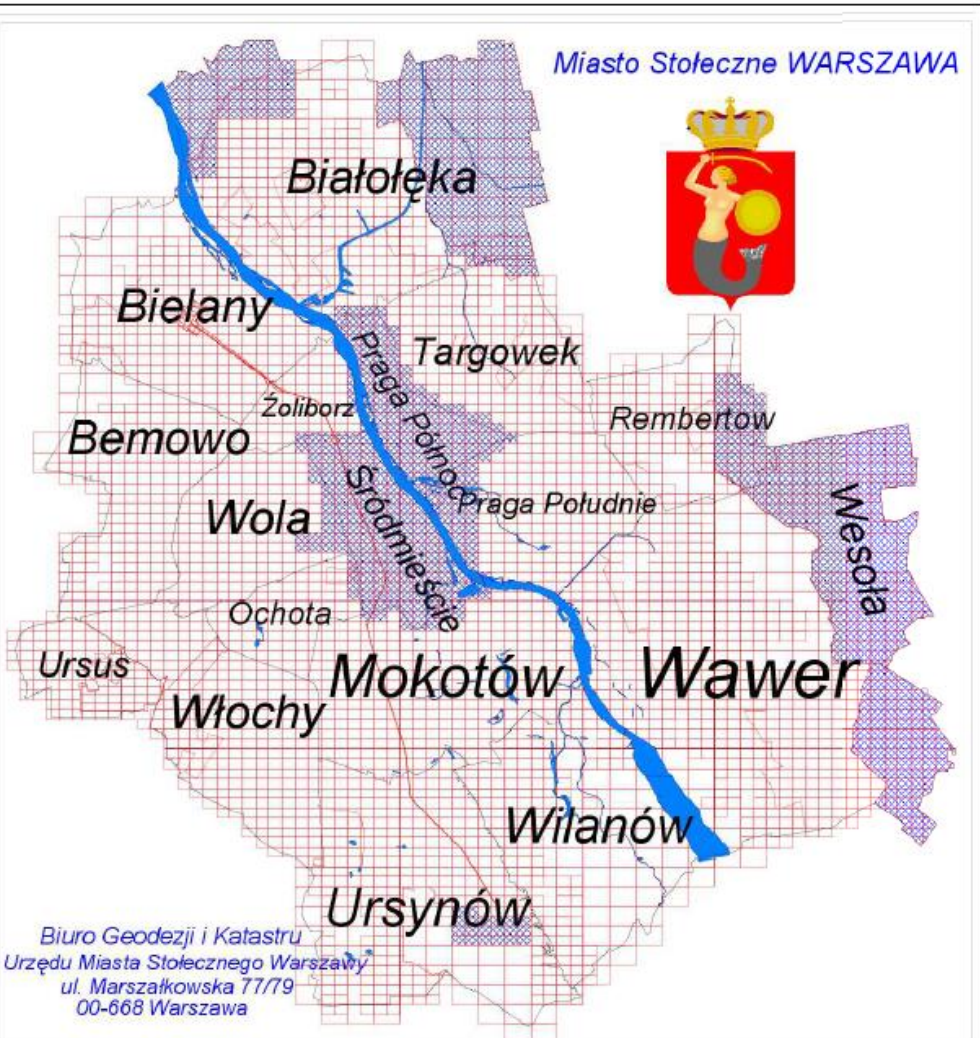 Miasto Stołeczne WARSZAWA
Białołęka
Bielany
Targowek
Praga Północ
Żoliborz
Rembertow
Bemowo
Wola
Śródmieście
Praga Południe
Wesoła
Ochota
Ursus
Mokotów
Wawer
Włochy
Wilanów
Ursynów
Biuro Geodezji i Katastru
Urzędu Miasta Stołecznego Warszawy
ul. Marszałkowska 77/79
00-668 Warszawa